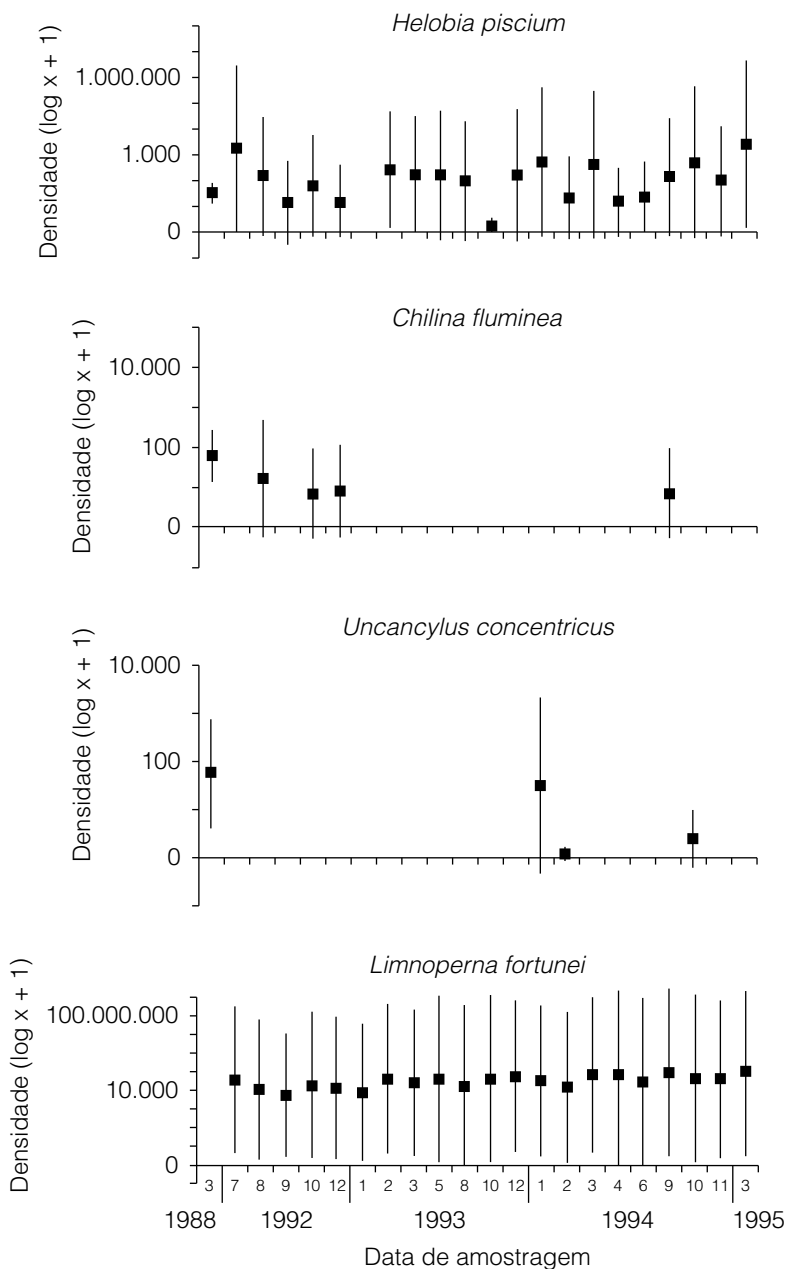 Helobia piscium
Densidade (log x + 1)
1.000.000
1.000
0
Chilina fluminea
Densidade (log x + 1)
10.000
100
0
Uncancylus concentricus
Densidade (log x + 1)
10.000
100
0
Limnoperna fortunei
Densidade (log x + 1)
100.000.000
10.000
0
3 7 8 9 10 12 1 2 3 5 8 10 12 1 2 3 4 6 9 10 11 3
1988 1992 1993 1994 1995
Data de amostragem